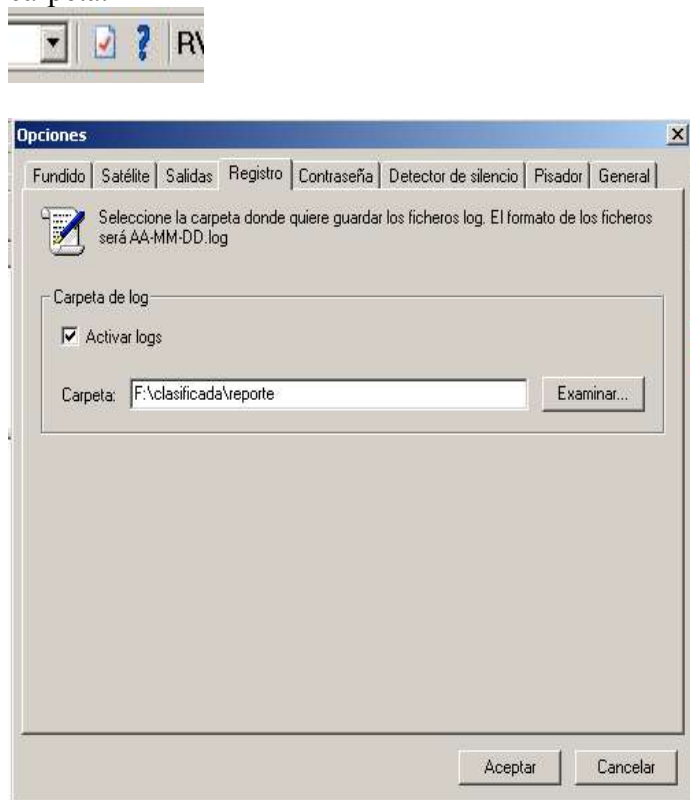 carpeta.
RV
Opciones
Fundido Satélite Salidas Registro Contraseña Detector de silencio Pisador General
Seleccione la carpeta donde quiere guardar los ficheros log. El formato de los ficheros
será AA-MM-DD.log
Carpeta de log
Activar logs
Carpeta: F:\clasificada\reporte Examinar...
Aceptar Cancelar